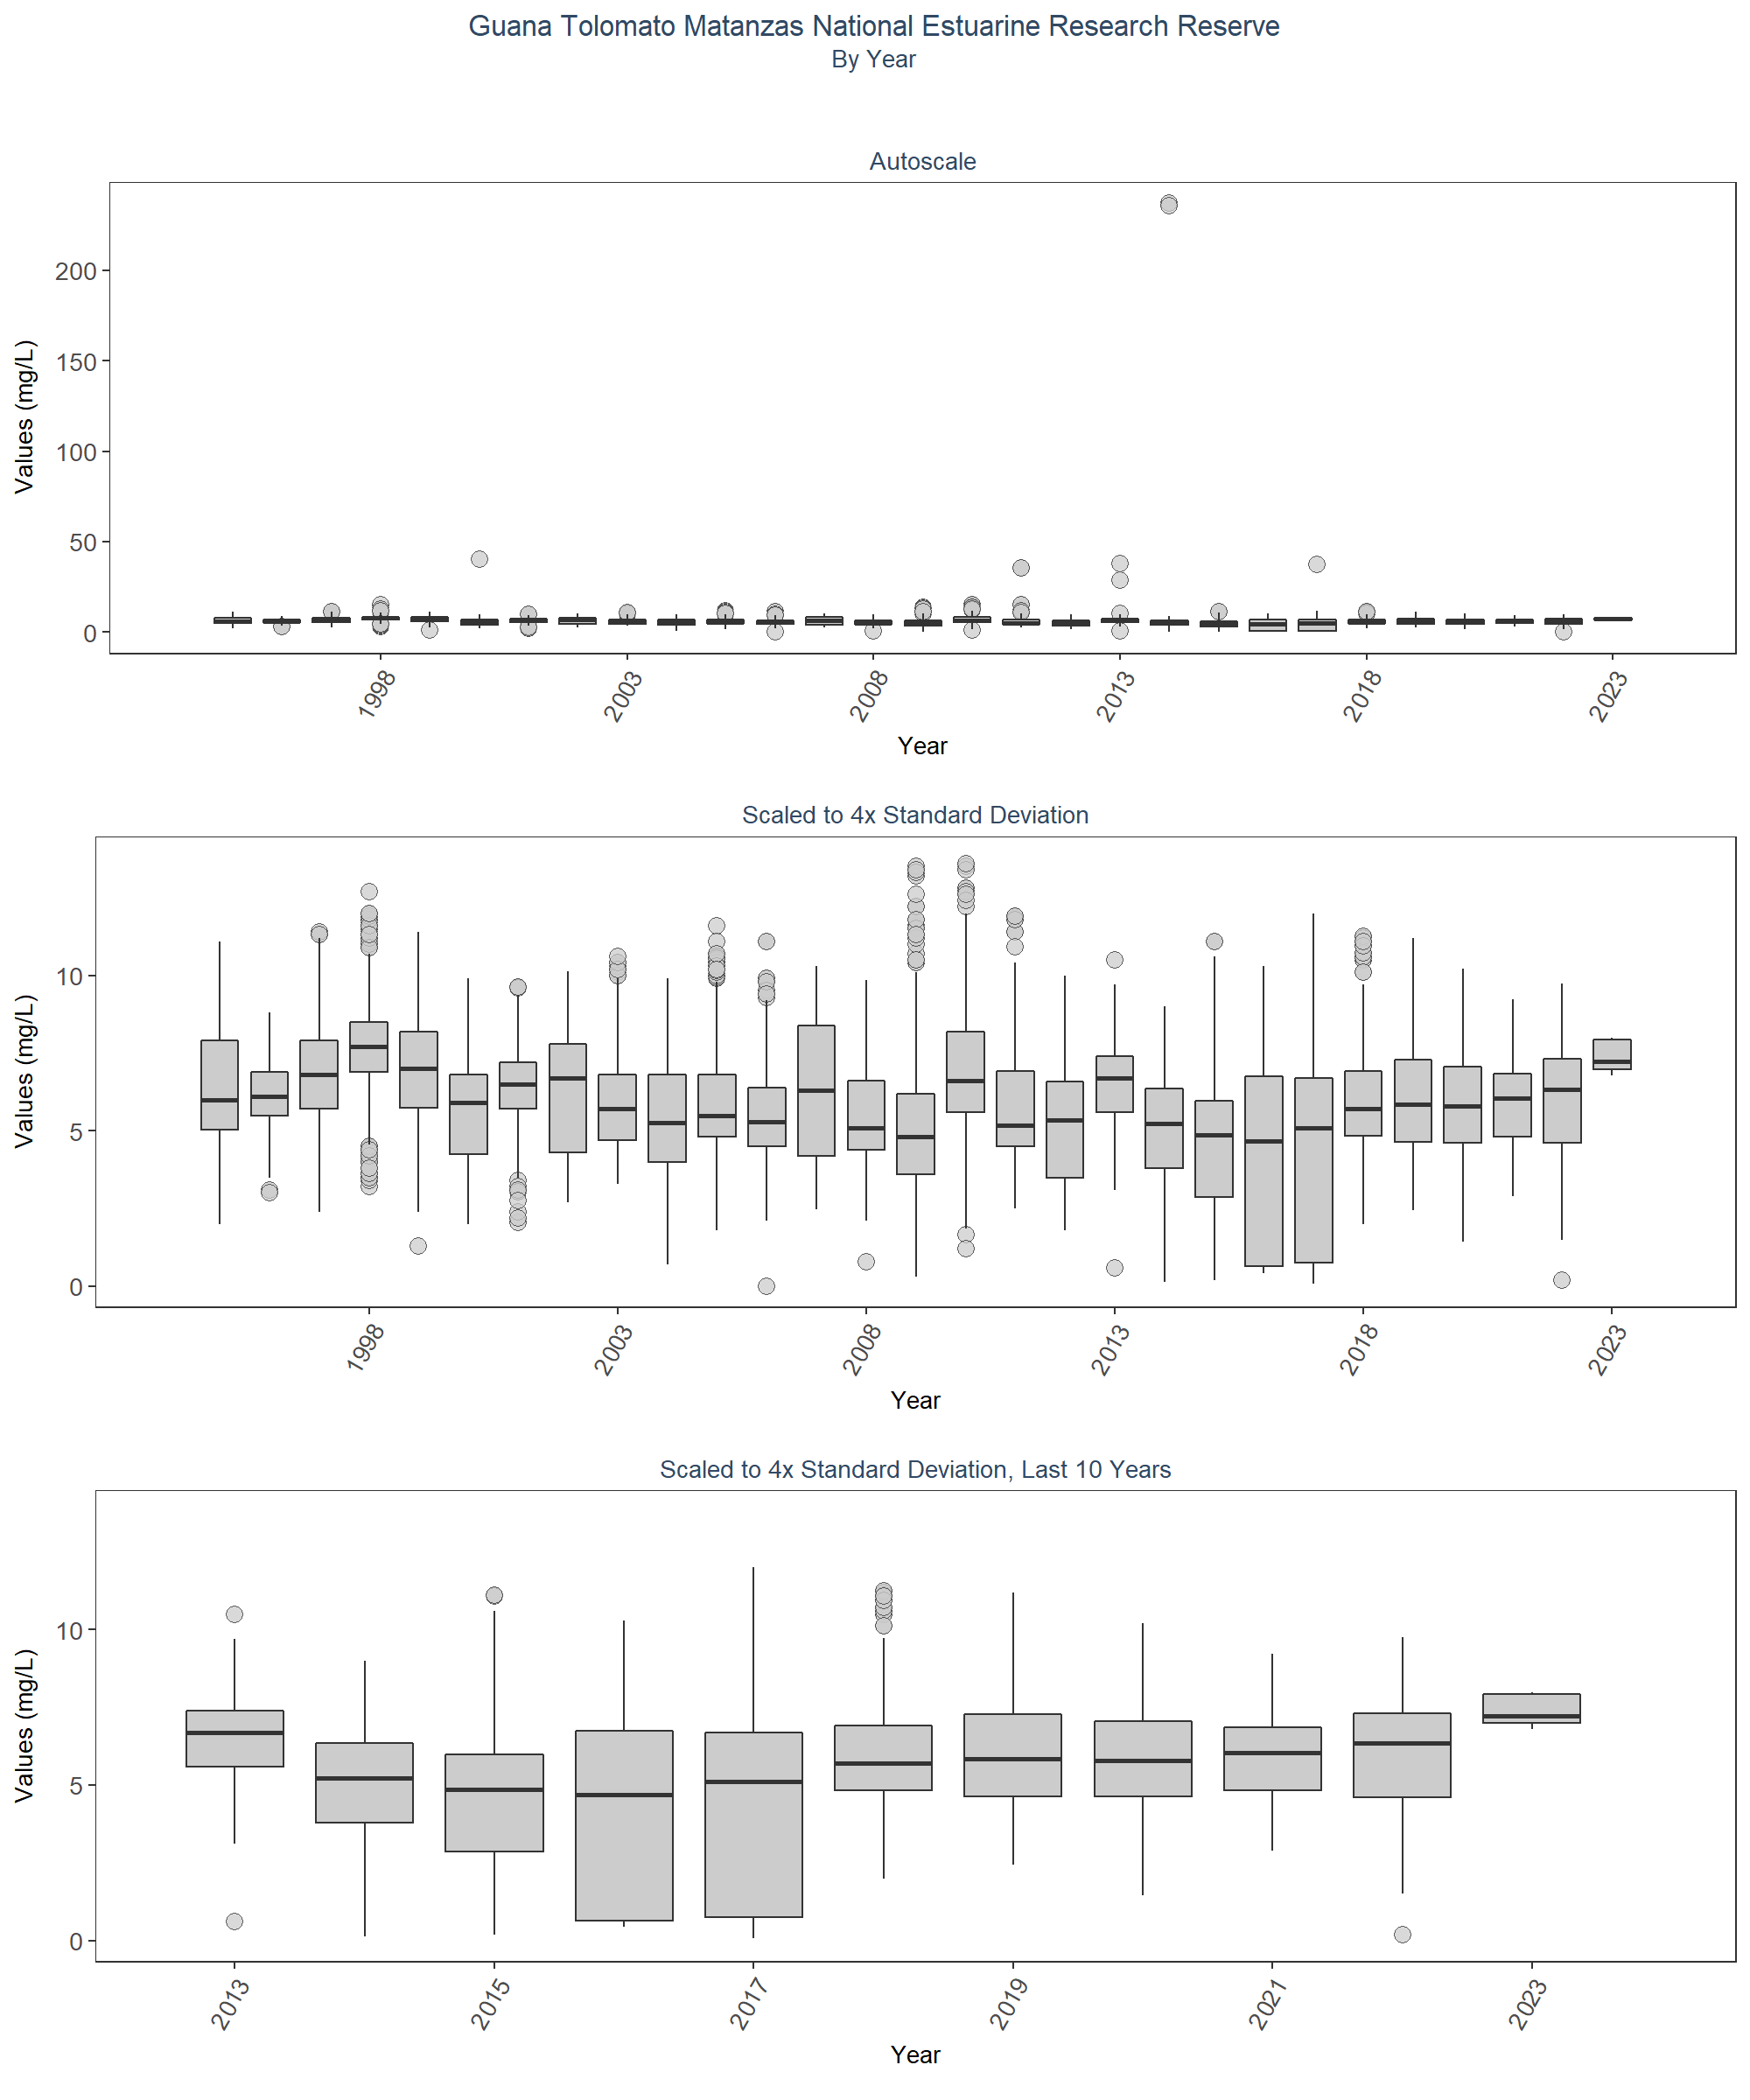 Guana Tolomato Matanzas National Estuarine Research Reserve
By Year
Autoscale
Values (mg/L)
200
150
100
50
0
1998
2003
2008
2013
2018
2023
Year
Scaled to 4x Standard Deviation
Values (mg/L)
10
5
0
1998
2003
2008
2013
2018
2023
Year
Scaled to 4x Standard Deviation, Last 10 Years
Values (mg/L)
10
5
0
2013
2015
2017
2019
2021
2023
Year